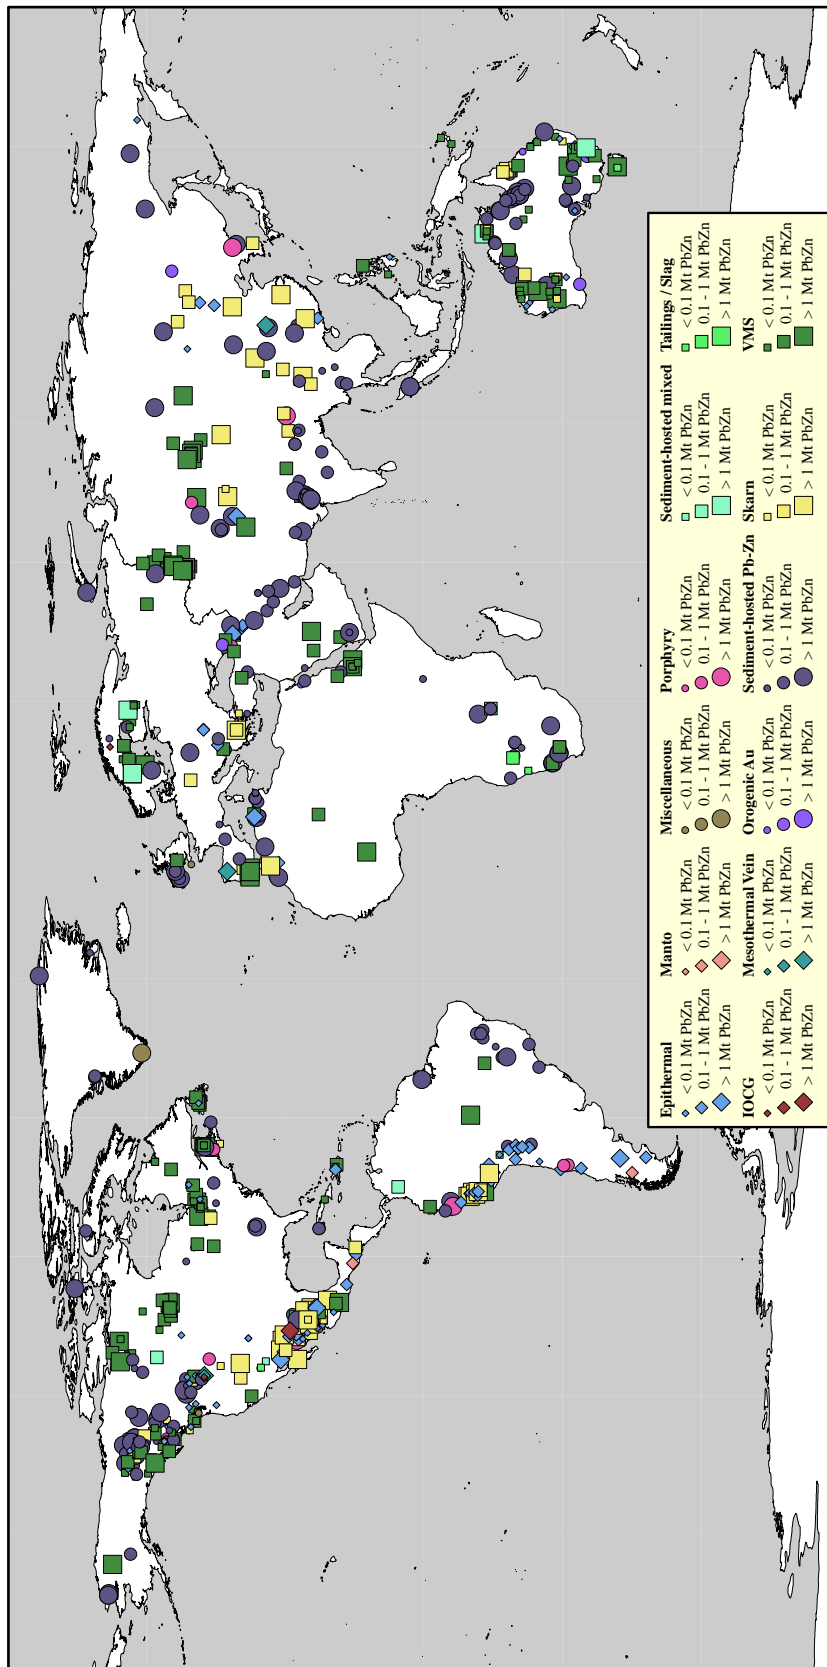 Epithermal
< 0.1 Mt PbZn
0.1 - 1 Mt PbZn
> 1 Mt PbZn
IOCG
< 0.1 Mt PbZn
0.1 - 1 Mt PbZn
> 1 Mt PbZn
Manto
< 0.1 Mt PbZn
0.1 - 1 Mt PbZn
> 1 Mt PbZn
Mesothermal Vein
< 0.1 Mt PbZn
0.1 - 1 Mt PbZn
> 1 Mt PbZn
Miscellaneous
< 0.1 Mt PbZn
0.1 - 1 Mt PbZn
> 1 Mt PbZn
Orogenic Au
< 0.1 Mt PbZn
0.1 - 1 Mt PbZn
> 1 Mt PbZn
Porphyry
< 0.1 Mt PbZn
0.1 - 1 Mt PbZn
> 1 Mt PbZn
Sediment-hosted Pb-Zn
< 0.1 Mt PbZn
0.1 - 1 Mt PbZn
> 1 Mt PbZn
Sediment-hosted mixed
< 0.1 Mt PbZn
0.1 - 1 Mt PbZn
> 1 Mt PbZn
Skarn
< 0.1 Mt PbZn
0.1 - 1 Mt PbZn
> 1 Mt PbZn
Tailings / Slag
< 0.1 Mt PbZn
0.1 - 1 Mt PbZn
> 1 Mt PbZn
VMS
< 0.1 Mt PbZn
0.1 - 1 Mt PbZn
> 1 Mt PbZn